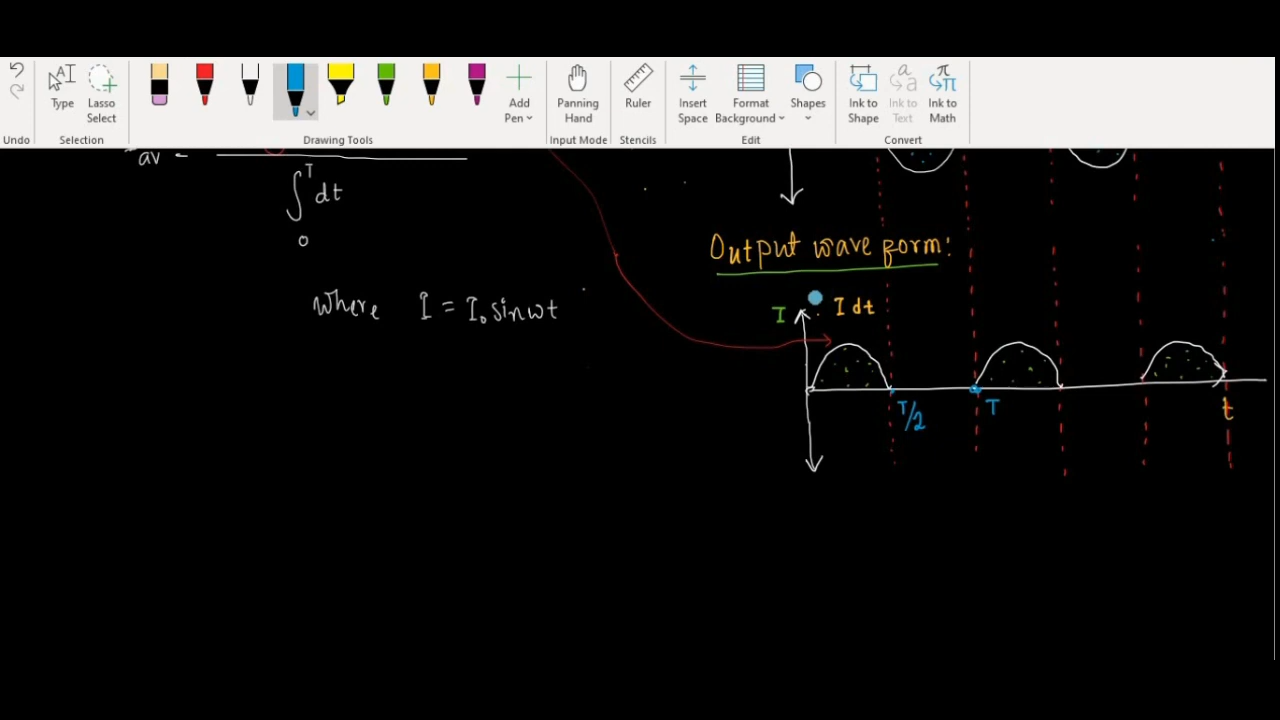 Undo
Type
Lasso
Select
Selection
Drawing Tools
Add
Pen
Panning
Hand
Input Mode
Ruler
Stencils
Insert
Space
Format
Background
Shapes
Edit
Ink to
Shape
Ink to
Text
Ink to
Math
Convert
av =
∫₀ᵀ dt
where I = I₀ sin ωt
Output wave form:
I
I dt
T/2
T
t